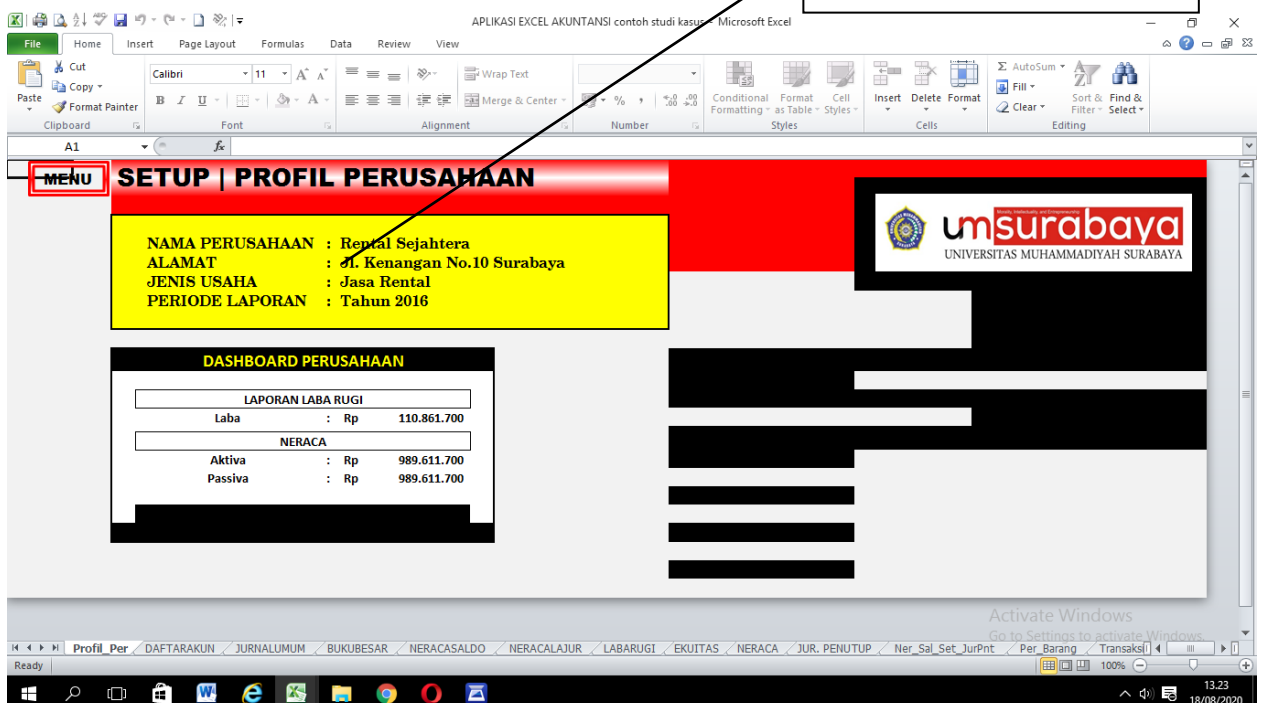 APLIKASI EXCEL AKUNTANSI contoh studi kasus - Microsoft Excel
File Home Insert Page Layout Formulas Data Review View
Cut
Copy
Format Painter
Paste
Clipboard
Calibri 11
B I U
Font
Wrap Text
Merge & Center
Alignment
% ,
Number
Conditional Formatting
Format as Table
Cell Styles
Styles
Insert Delete Format
Cells
Σ AutoSum
Fill
Clear
Sort & Filter
Find & Select
Editing
A1 fx
MENU SETUP | PROFIL PERUSAHAAN
NAMA PERUSAHAAN : Rental Sejahtera
ALAMAT : Jl. Kenangan No.10 Surabaya
JENIS USAHA : Jasa Rental
PERIODE LAPORAN : Tahun 2016
umsurabaya
UNIVERSITAS MUHAMMADIYAH SURABAYA
DASHBOARD PERUSAHAAN
LAPORAN LABA RUGI
Laba : Rp 110.861.700
NERACA
Aktiva : Rp 989.611.700
Passiva : Rp 989.611.700
Activate Windows
Go to Settings to activate Windows.
Profil_Per DAFTARAKUN JURNALUMUM BUKUBESAR NERACASALDO NERACALAJUR LABARUGI EKUITAS NERACA JUR. PENUTUP Ner_Sal_Set_JurPnt Per_Barang Transaksi
Ready 100%
13.23
18/08/2020